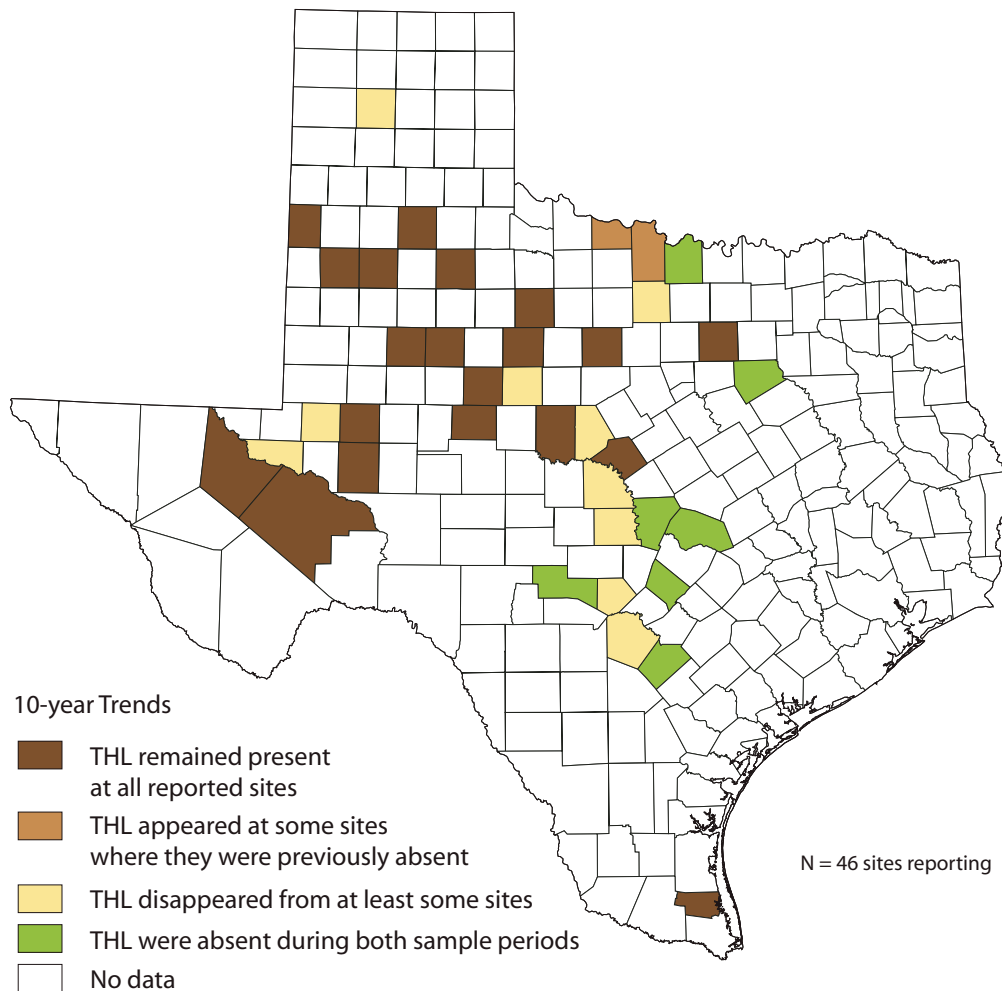 10-year Trends
THL remained present
at all reported sites
THL appeared at some sites
where they were previously absent
N = 46 sites reporting
THL disappeared from at least some sites
THL were absent during both sample periods
No data